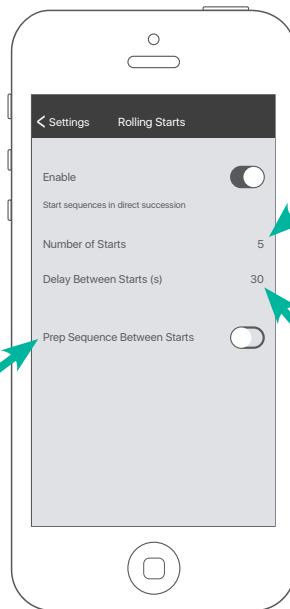 Settings Rolling Starts
Enable
Start sequences in direct succession
Number of Starts 5
Delay Between Starts (s) 30
Prep Sequence Between Starts